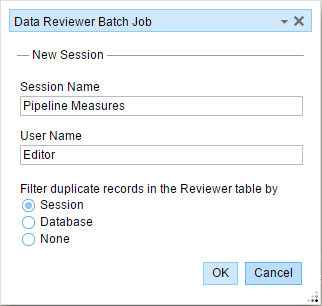 Data Reviewer Batch Job
New Session
Session Name
Pipeline Measures
User Name
Editor
Filter duplicate records in the Reviewer table by
Session
Database
None
OK Cancel